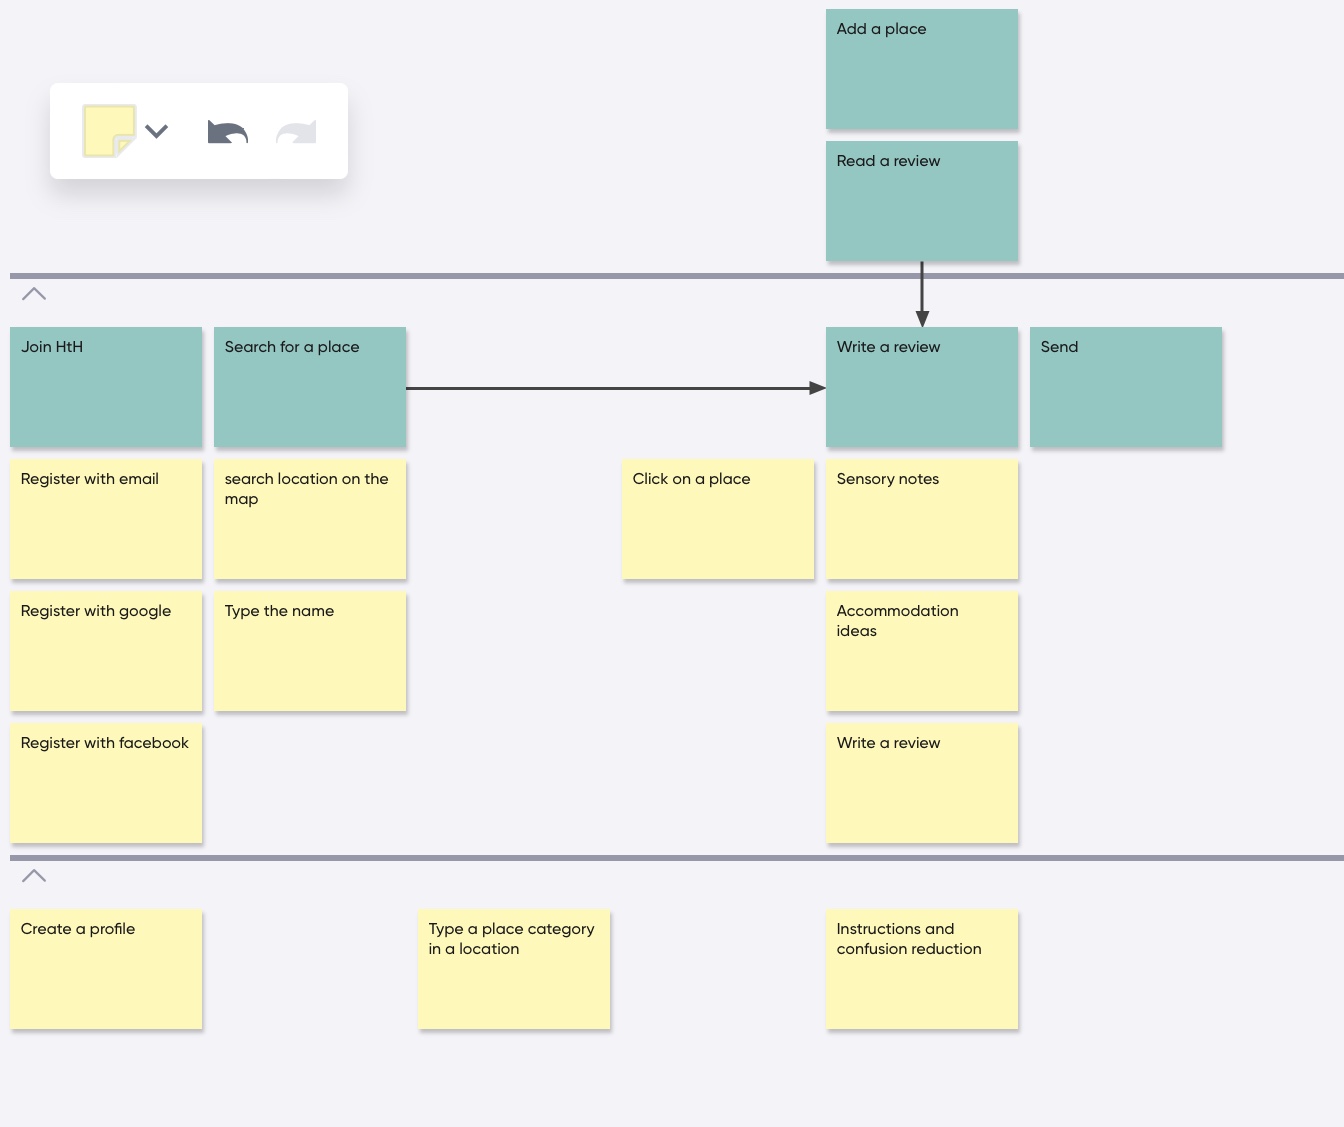 Add a place
Read a review
Join HtH
Search for a place
Write a review
Send
Register with email
search location on the
map
Click on a place
Sensory notes
Register with google
Type the name
Accommodation
ideas
Register with facebook
Write a review
Create a profile
Type a place category
in a location
Instructions and
confusion reduction